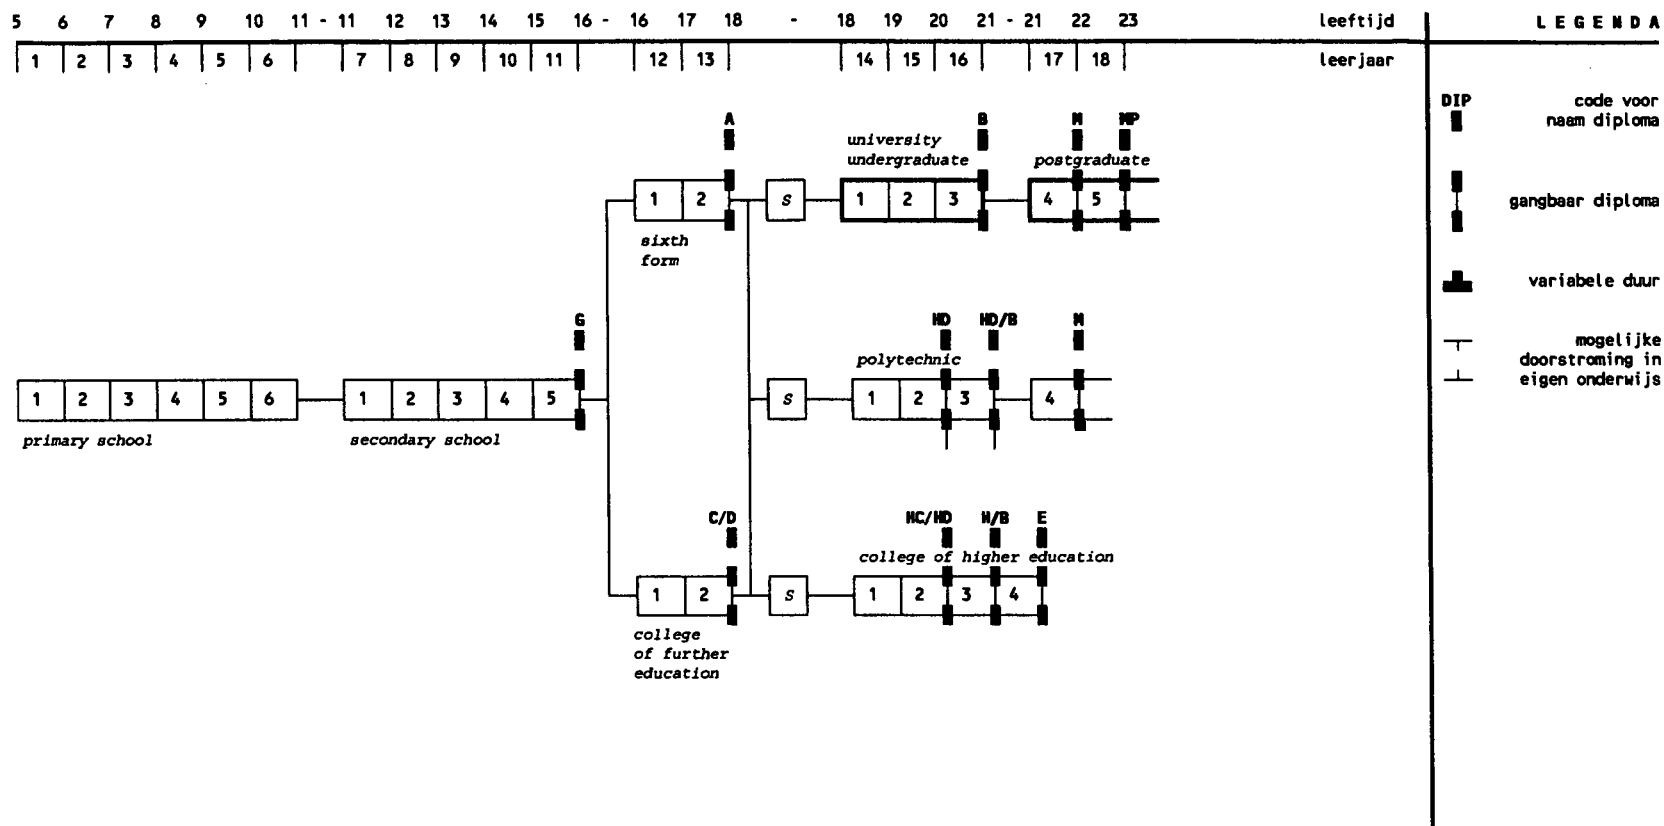 5 6 7 8 9 10 11 - 11 12 13 14 15 16 - 16 17 18 - 18 19 20 21 - 21 22 23 leeftijd
1 2 3 4 5 6 7 8 9 10 11 12 13 14 15 16 17 18 leerjaar
A B M MP
university
undergraduate postgraduate
1 2 S 1 2 3 4 5
sixth
form
G HD HD/B M
polytechnic
1 2 3 4 5 6 1 2 3 4 5 S 1 2 3 4
primary school secondary school
C/D HC/HD H/B E
college of higher education
1 2 S 1 2 3 4
college
of further
education
LEGENDA
DIP code voor
naam diploma
gangbaar diploma
variabele duur
mogelijke
doorstroming in
eigen onderwijs